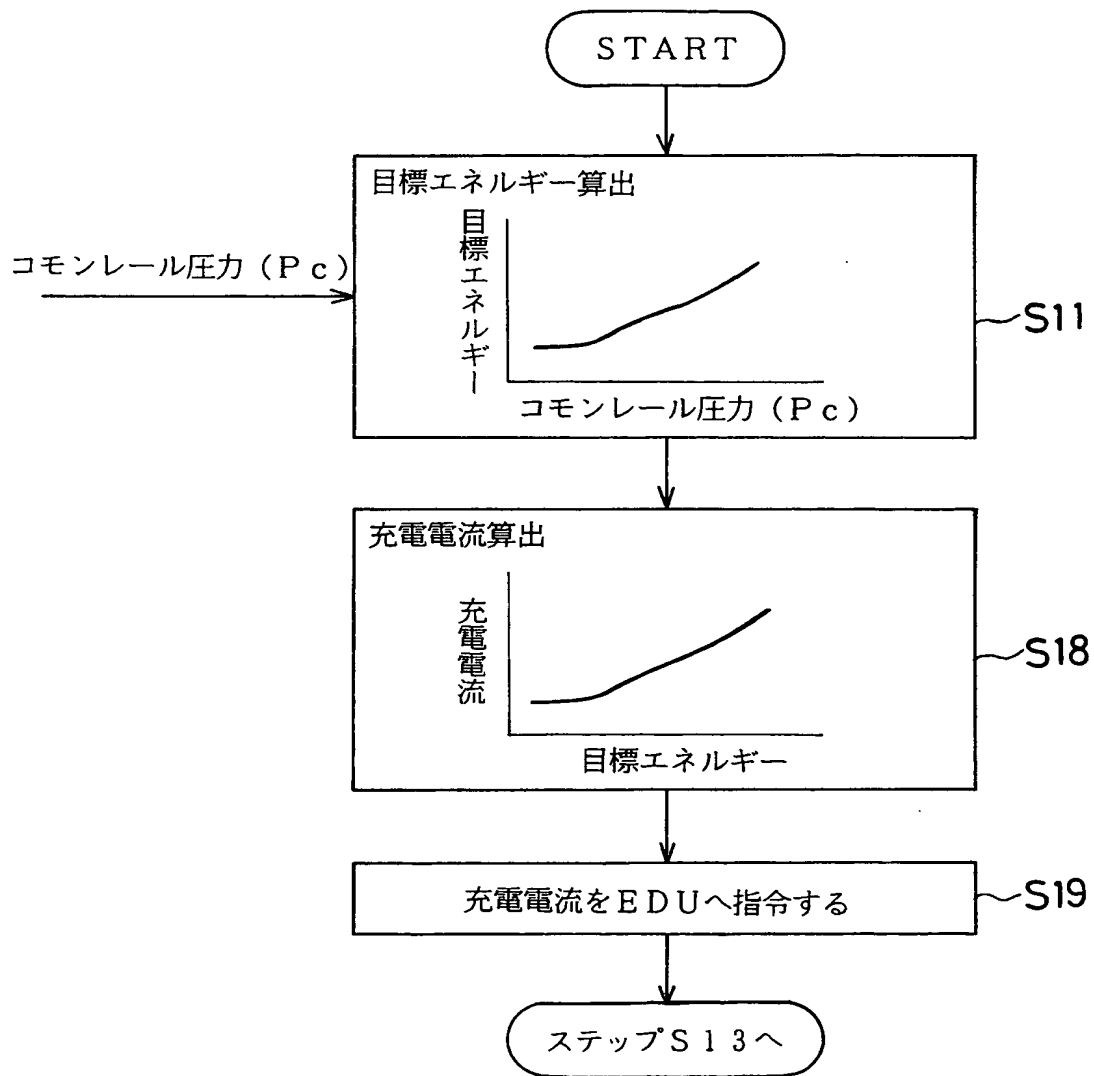 ＳＴＡＲＴ
目標エネルギー算出
目標エネルギー
コモンレール圧力（Ｐｃ）
コモンレール圧力（Ｐｃ）
S11
充電電流算出
充電電流
目標エネルギー
S18
充電電流をＥＤＵへ指令する
S19
ステップＳ１３へ